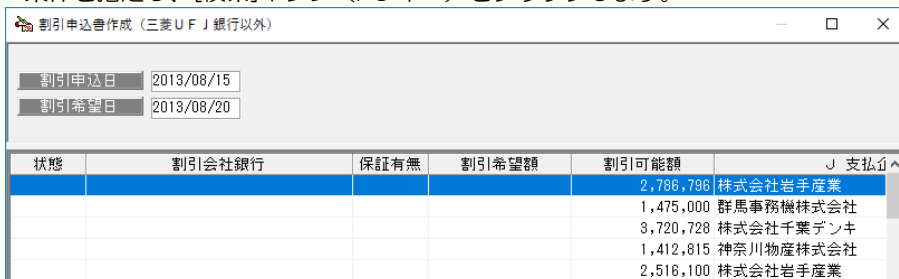 割引申込書作成（三菱ＵＦＪ銀行以外）
割引申込日 2013/08/15
割引希望日 2013/08/20
状態 割引会社銀行 保証有無 割引希望額 割引可能額 J 支払
2,786,796 株式会社岩手産業
1,475,000 群馬事務機株式会社
3,720,728 株式会社千葉デンキ
1,412,815 神奈川物産株式会社
2,516,100 株式会社岩手産業